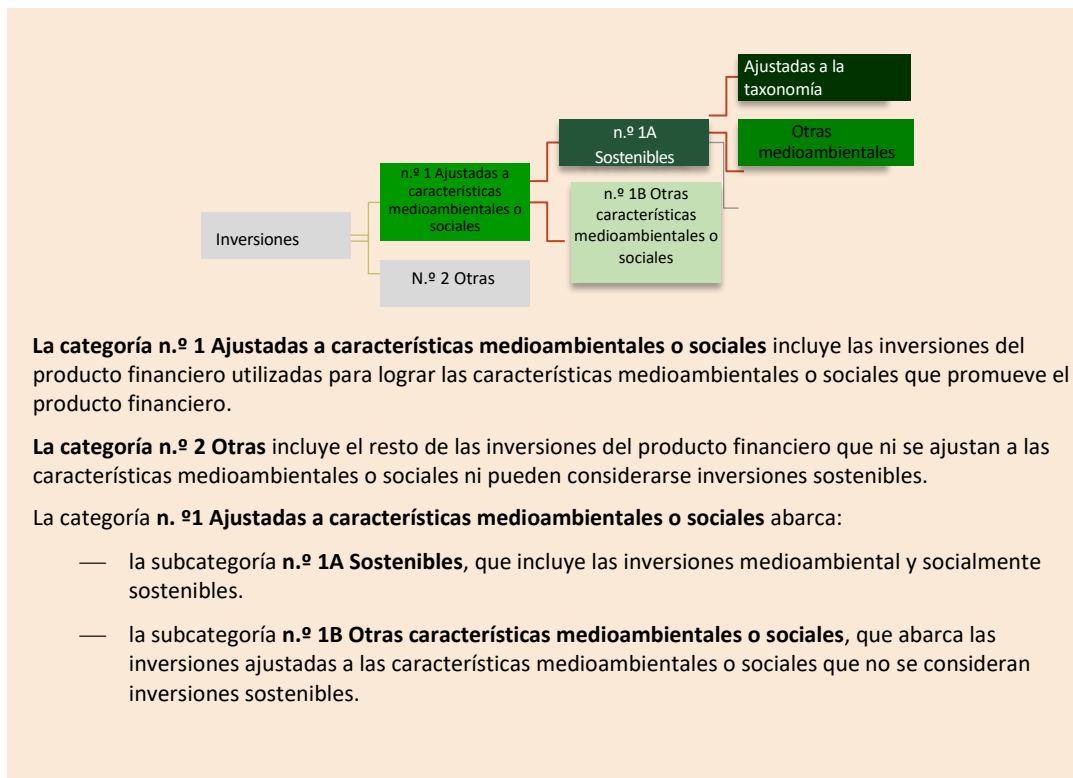 Ajustadas a la
taxonomía
n.º 1A
Sostenibles
Otras
medioambientales
n.º 1 Ajustadas a
características
medioambientales o
sociales
n.º 1B Otras
características
medioambientales o
sociales
Inversiones
N.º 2 Otras
La categoría n.º 1 Ajustadas a características medioambientales o sociales incluye las inversiones del
producto financiero utilizadas para lograr las características medioambientales o sociales que promueve el
producto financiero.
La categoría n.º 2 Otras incluye el resto de las inversiones del producto financiero que ni se ajustan a las
características medioambientales o sociales ni pueden considerarse inversiones sostenibles.
La categoría n. º1 Ajustadas a características medioambientales o sociales abarca:
— la subcategoría n.º 1A Sostenibles, que incluye las inversiones medioambiental y socialmente
sostenibles.
— la subcategoría n.º 1B Otras características medioambientales o sociales, que abarca las
inversiones ajustadas a las características medioambientales o sociales que no se consideran
inversiones sostenibles.